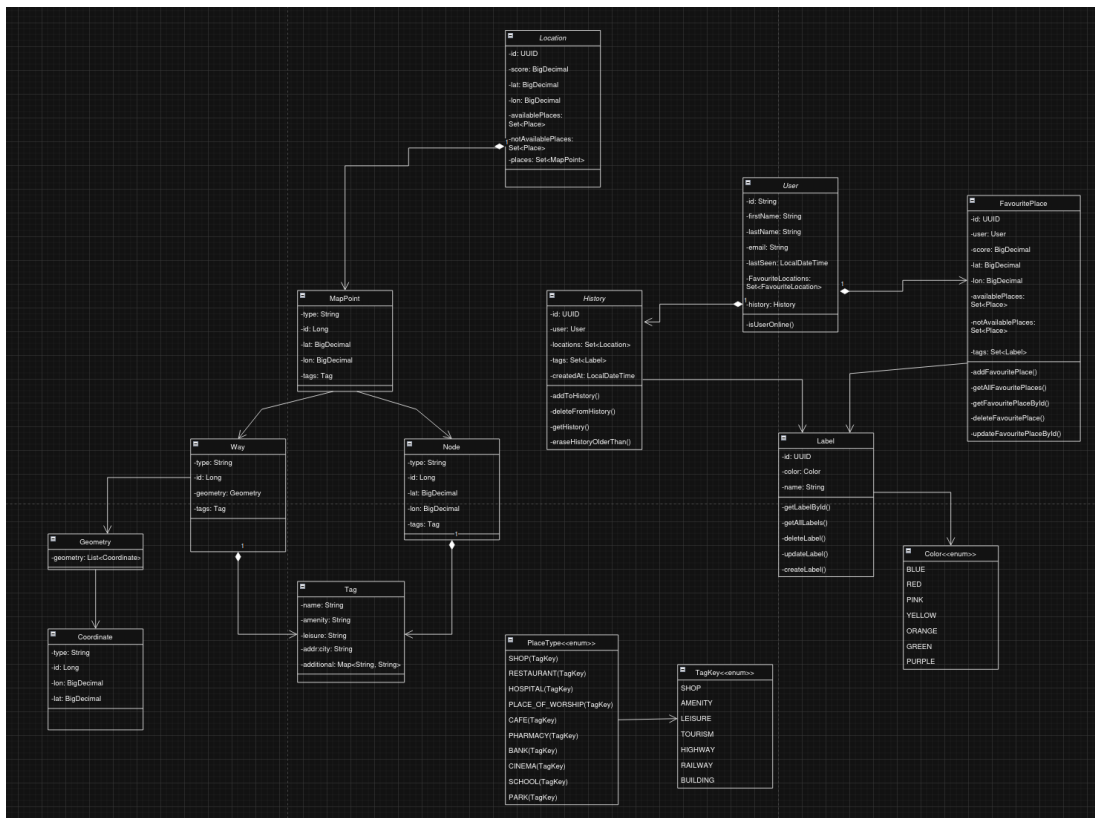 Location
-id: UUID
-score: BigDecimal
-lat: BigDecimal
-lon: BigDecimal
-availablePlaces:
Set<Place>
-notAvailablePlaces:
Set<Place>
-places: Set<MapPoint>
1
User
-id: String
-firstName: String
-lastName: String
-email: String
-lastSeen: LocalDateTime
-FavouriteLocations:
Set<FavouriteLocation>
-history: History
-isUserOnline()
1
1
FavouritePlace
-id: UUID
-user: User
-score: BigDecimal
-lat: BigDecimal
-lon: BigDecimal
-availablePlaces:
Set<Place>
-notAvailablePlaces:
Set<Place>
-tags: Set<Label>
-addFavouritePlace()
-getAllFavouritePlaces()
-getFavouritePlaceById()
-deleteFavouritePlace()
-updateFavouritePlaceById()
MapPoint
-type: String
-id: Long
-lat: BigDecimal
-lon: BigDecimal
-tags: Tag
History
-id: UUID
-user: User
-locations: Set<Location>
-tags: Set<Label>
-createdAt: LocalDateTime
-addToHistory()
-deleteFromHistory()
-getHistory()
-eraseHistoryOlderThan()
Way
-type: String
-id: Long
-geometry: Geometry
-tags: Tag
1
Node
-type: String
-id: Long
-lat: BigDecimal
-lon: BigDecimal
-tags: Tag
1
Label
-id: UUID
-color: Color
-name: String
-getLabelById()
-getAllLabels()
-deleteLabel()
-updateLabel()
-createLabel()
Geometry
-geometry: List<Coordinate>
Color<<enum>>
BLUE
RED
PINK
YELLOW
ORANGE
GREEN
PURPLE
Tag
-name: String
-amenity: String
-leisure: String
-addr:city: String
-additional: Map<String, String>
Coordinate
-type: String
-id: Long
-lon: BigDecimal
-lat: BigDecimal
PlaceType<<enum>>
SHOP(TagKey)
RESTAURANT(TagKey)
HOSPITAL(TagKey)
PLACE_OF_WORSHIP(TagKey)
CAFE(TagKey)
PHARMACY(TagKey)
BANK(TagKey)
CINEMA(TagKey)
SCHOOL(TagKey)
PARK(TagKey)
TagKey<<enum>>
SHOP
AMENITY
LEISURE
TOURISM
HIGHWAY
RAILWAY
BUILDING